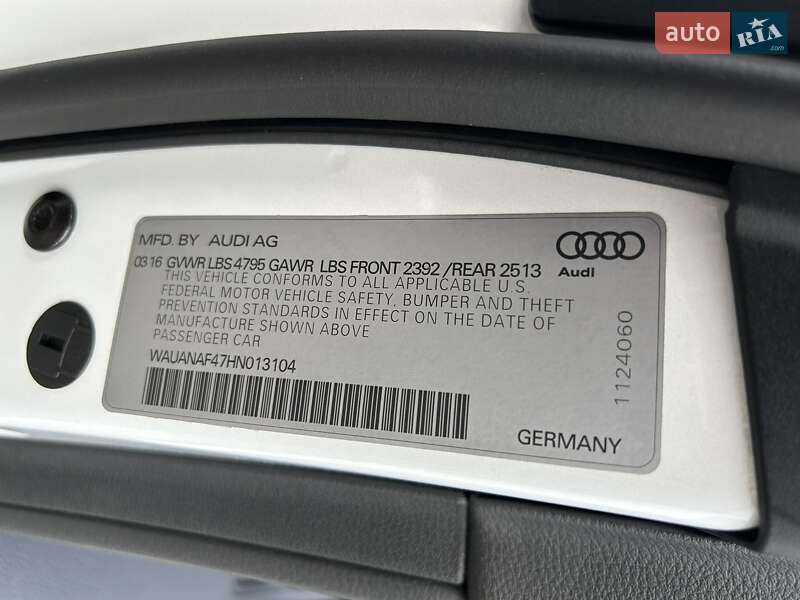 auto RIA.com
MFD. BY AUDI AG
03 16 GVWR LBS 4795 GAWR LBS FRONT 2392 /REAR 2513
THIS VEHICLE CONFORMS TO ALL APPLICABLE U.S.
FEDERAL MOTOR VEHICLE SAFETY, BUMPER AND THEFT
PREVENTION STANDARDS IN EFFECT ON THE DATE OF
MANUFACTURE SHOWN ABOVE
PASSENGER CAR
WAUANAF47HN013104
Audi
1124060
GERMANY